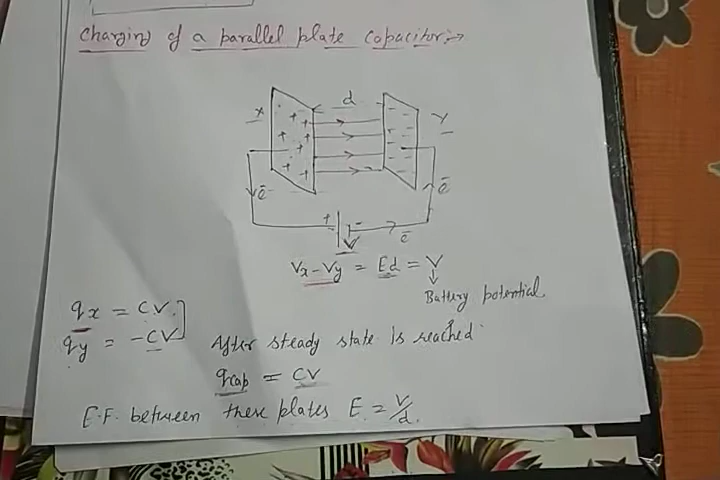 Charging of a parallel plate Capacitor:→
d
X
Y
+ + + + + + + +
- - - - - - - -
e-
e-
+ -
V
e-
Vx - Vy = Ed = V
Battery potential
qx = CV.
qy = -CV
After steady state is reached
qcap = CV
E.F. between these plates E = V/d.